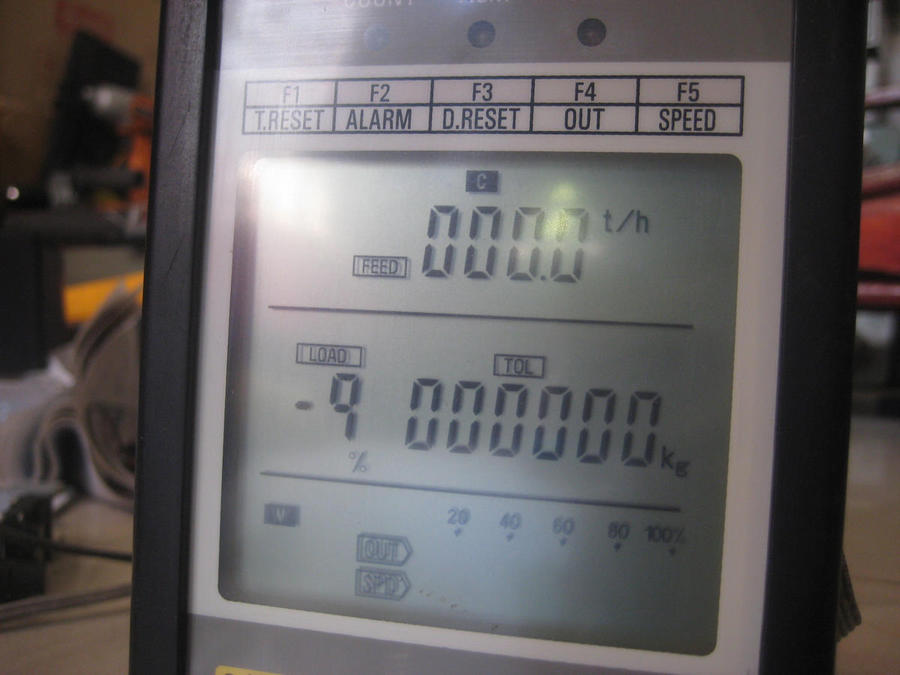 COUNT
F1 F2 F3 F4 F5
T.RESET ALARM D.RESET OUT SPEED
C
000.0 t/h
FEED
LOAD TOL
-9 000000 kg
%
V 20 40 60 80 100%
OUT
SPD